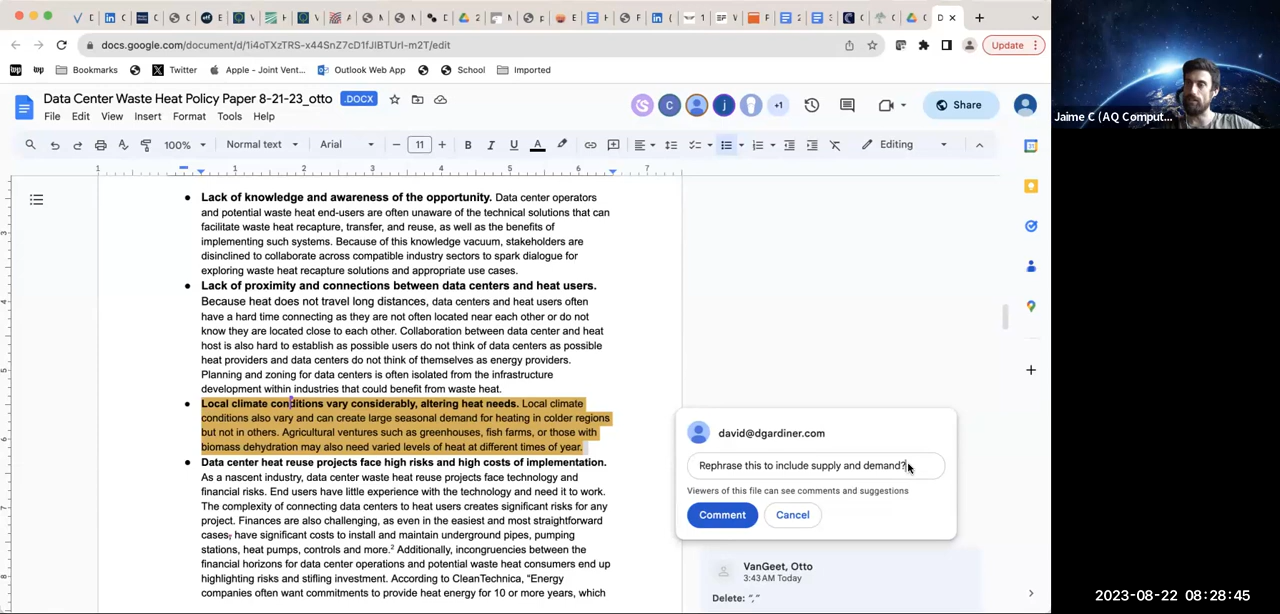 docs.google.com/document/d/1i4oTXzTRS-x44SnZ7cD1fJIBTUrI-m2T/edit
Update
Bookmarks Twitter Apple - Joint Vent... Outlook Web App School Imported
Data Center Waste Heat Policy Paper 8-21-23_otto .DOCX
+1
Share
File Edit View Insert Format Tools Help
100% Normal text Arial 11 B I U A Editing
1 1 2 3 4 5 6 7
Jaime C (AQ Comput...
● Lack of knowledge and awareness of the opportunity. Data center operators
and potential waste heat end-users are often unaware of the technical solutions that can
facilitate waste heat recapture, transfer, and reuse, as well as the benefits of
implementing such systems. Because of this knowledge vacuum, stakeholders are
disinclined to collaborate across compatible industry sectors to spark dialogue for
exploring waste heat recapture solutions and appropriate use cases.
● Lack of proximity and connections between data centers and heat users.
Because heat does not travel long distances, data centers and heat users often
have a hard time connecting as they are not often located near each other or do not
know they are located close to each other. Collaboration between data center and heat
host is also hard to establish as possible users do not think of data centers as possible
heat providers and data centers do not think of themselves as energy providers.
Planning and zoning for data centers is often isolated from the infrastructure
development within industries that could benefit from waste heat.
● Local climate conditions vary considerably, altering heat needs. Local climate
conditions also vary and can create large seasonal demand for heating in colder regions
but not in others. Agricultural ventures such as greenhouses, fish farms, or those with
biomass dehydration may also need varied levels of heat at different times of year.
● Data center heat reuse projects face high risks and high costs of implementation.
As a nascent industry, data center waste heat reuse projects face technology and
financial risks. End users have little experience with the technology and need it to work.
The complexity of connecting data centers to heat users creates significant risks for any
project. Finances are also challenging, as even in the easiest and most straightforward
cases, have significant costs to install and maintain underground pipes, pumping
stations, heat pumps, controls and more.2 Additionally, incongruencies between the
financial horizons for data center operations and potential waste heat consumers end up
highlighting risks and stifling investment. According to CleanTechnica, “Energy
companies often want commitments to provide heat energy for 10 or more years, which
david@dgardiner.com
Rephrase this to include supply and demand?
Viewers of this file can see comments and suggestions
Comment Cancel
VanGeet, Otto
3:43 AM Today
Delete: “,”
2023-08-22 08:28:45